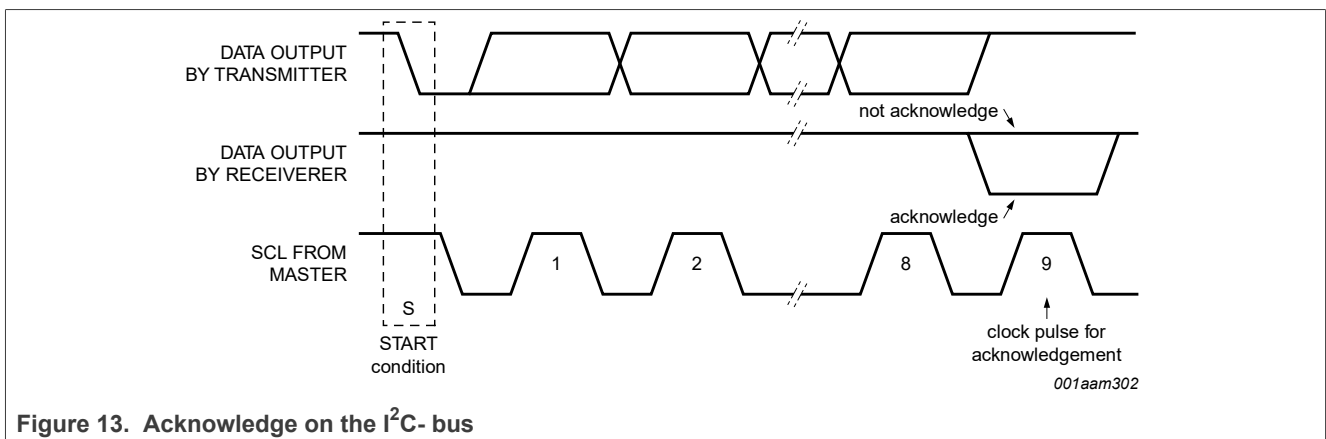 DATA OUTPUT
BY TRANSMITTER
not acknowledge
DATA OUTPUT
BY RECEIVERER
acknowledge
SCL FROM
MASTER
1
2
8
9
S
START
condition
clock pulse for
acknowledgement
001aam302
Figure 13. Acknowledge on the I²C- bus